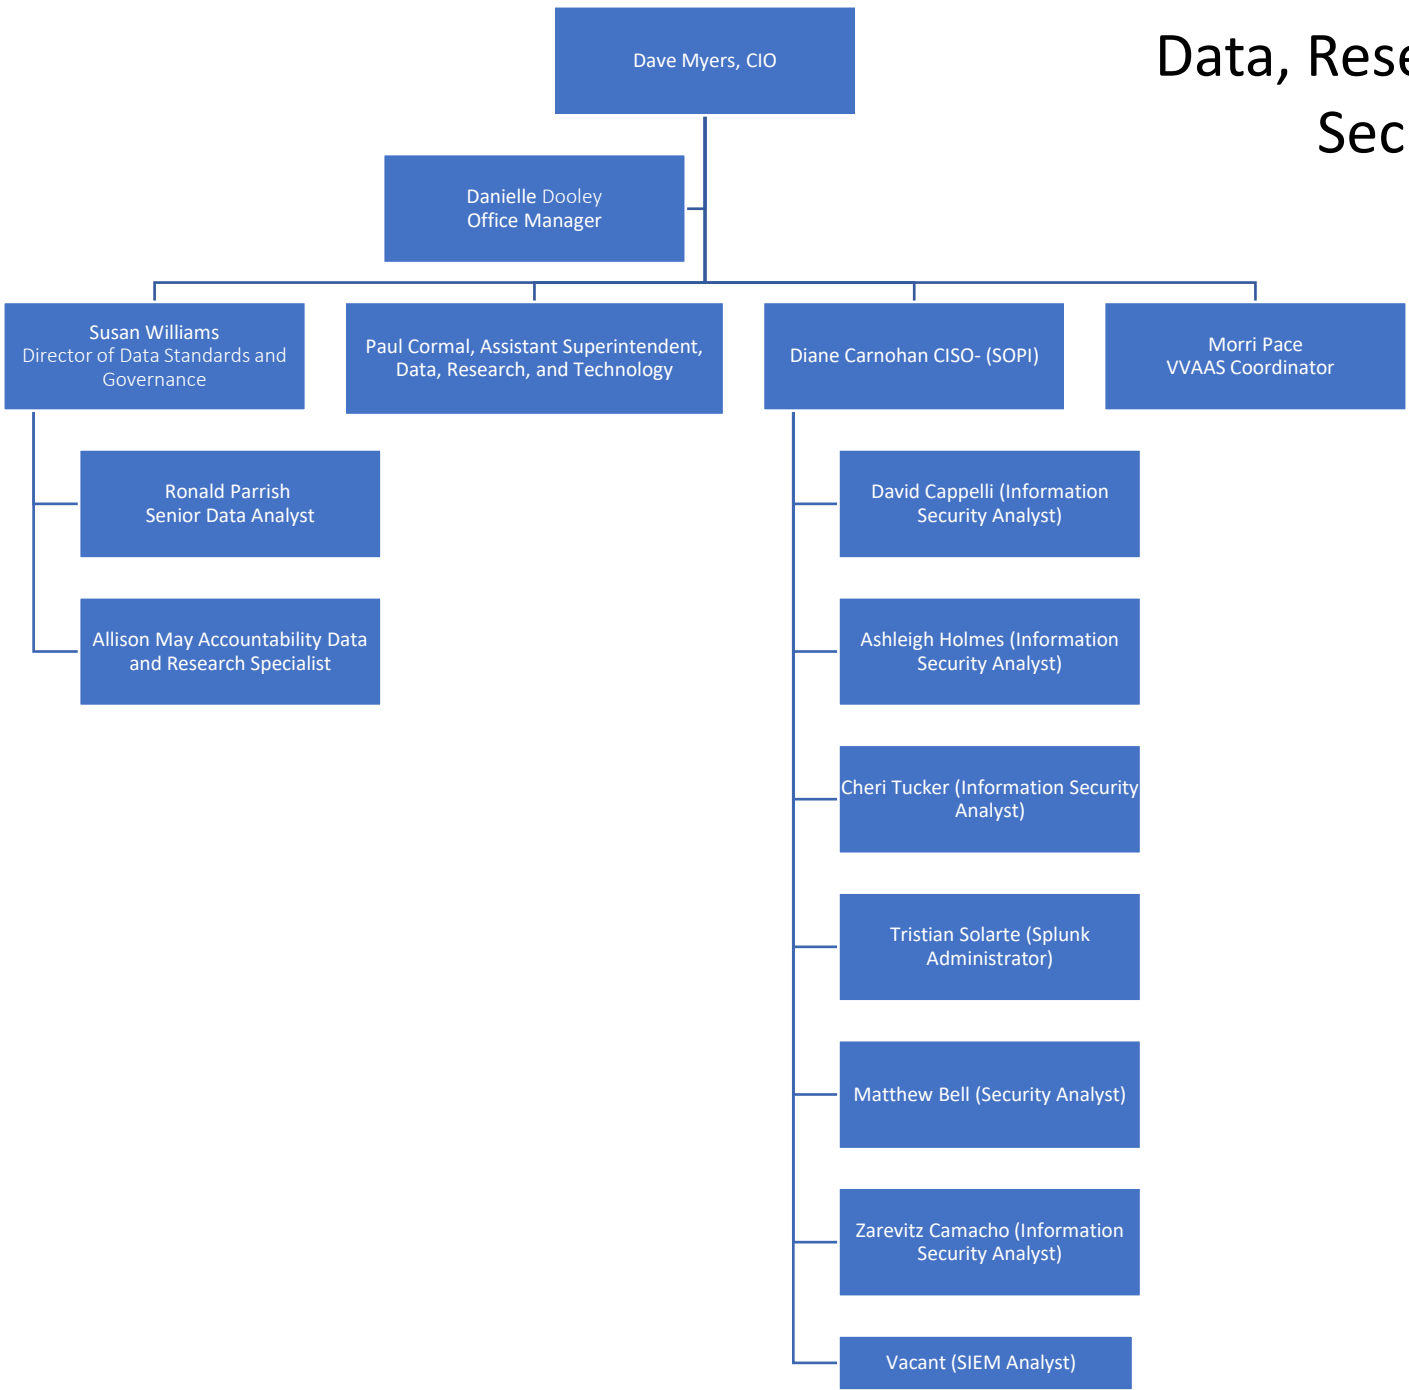 Dave Myers, CIO
Data, Rese
Sec
Danielle Dooley
Office Manager
Susan Williams
Director of Data Standards and
Governance
Paul Cormal, Assistant Superintendent,
Data, Research, and Technology
Diane Carnohan CISO- (SOPI)
Morri Pace
VVAAS Coordinator
Ronald Parrish
Senior Data Analyst
Allison May Accountability Data
and Research Specialist
David Cappelli (Information
Security Analyst)
Ashleigh Holmes (Information
Security Analyst)
Cheri Tucker (Information Security
Analyst)
Tristian Solarte (Splunk
Administrator)
Matthew Bell (Security Analyst)
Zarevitz Camacho (Information
Security Analyst)
Vacant (SIEM Analyst)